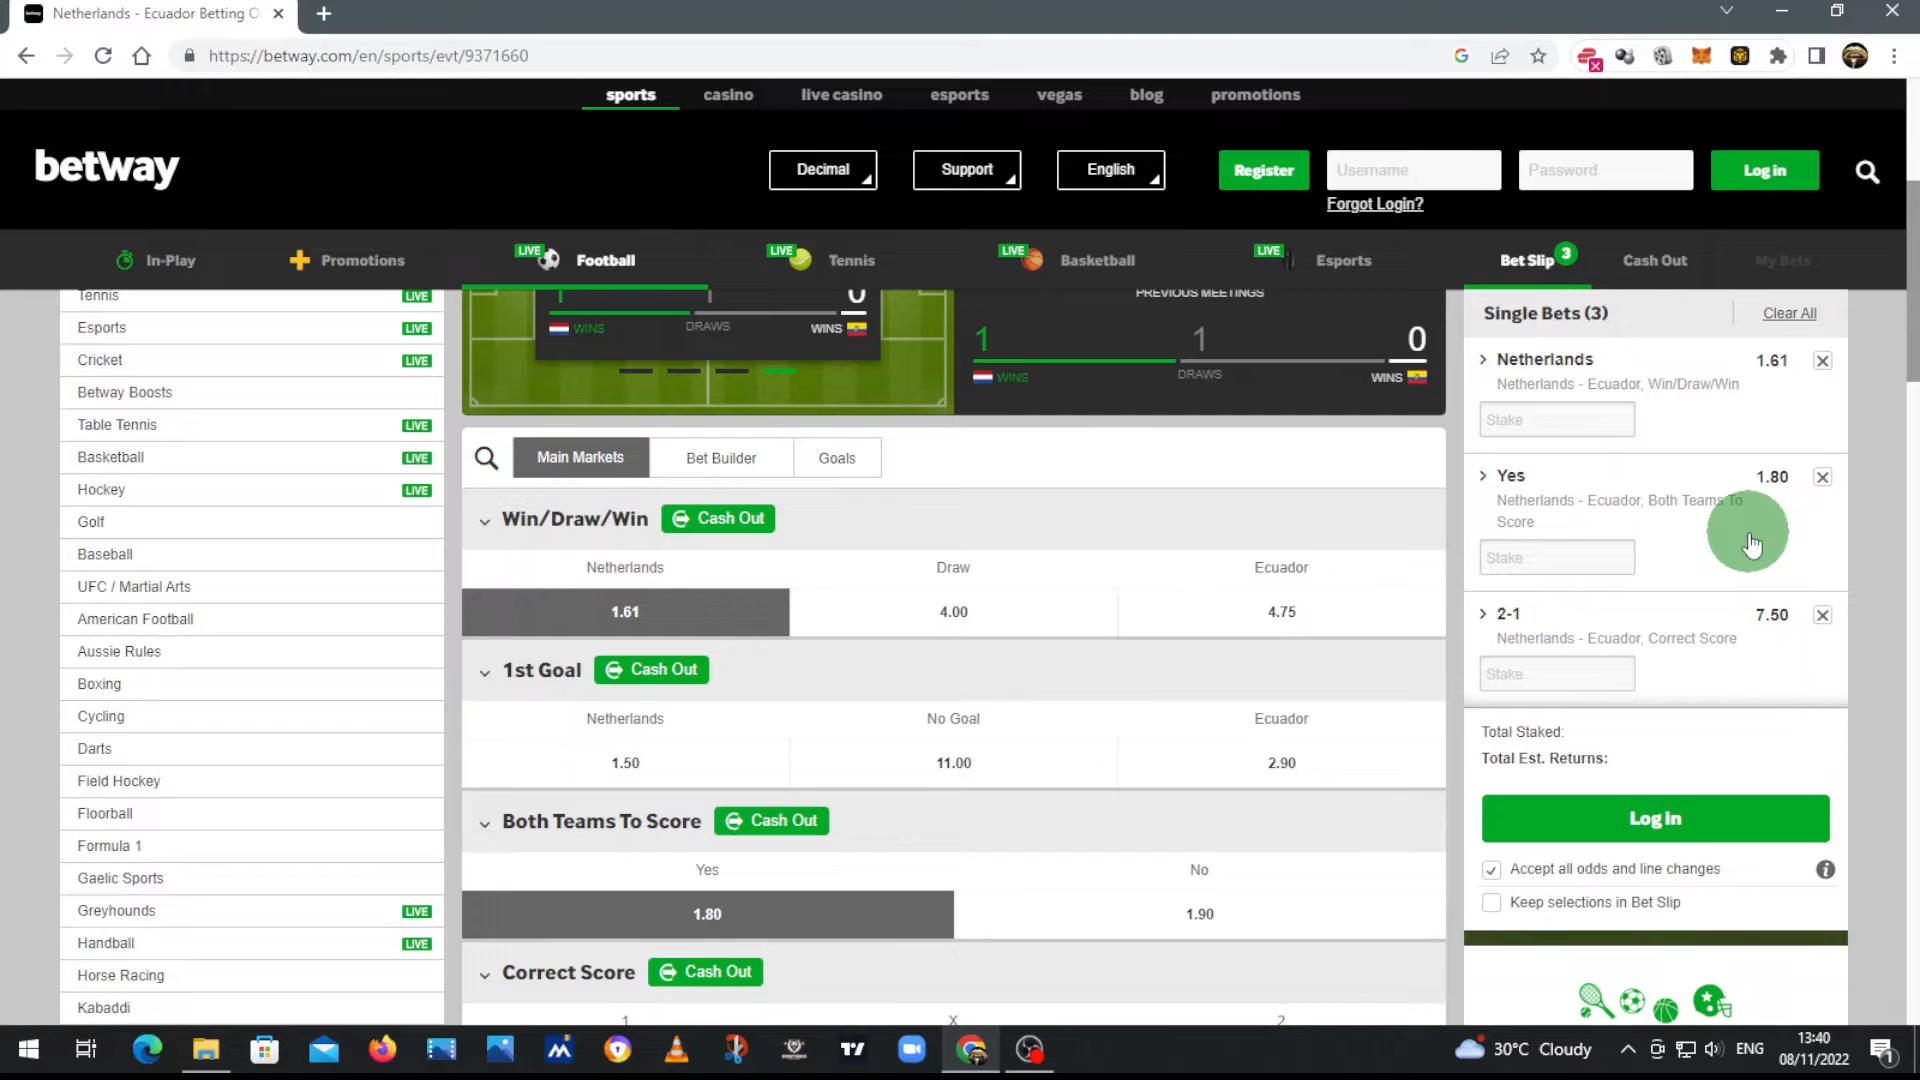 Netherlands - Ecuador Betting O
https://betway.com/en/sports/evt/9371660
sports casino live casino esports vegas blog promotions
betway
Decimal Support English Register Username Password Log in
Forgot Login?
In-Play Promotions LIVE Football LIVE Tennis LIVE Basketball LIVE Esports Bet Slip 3 Cash Out My Bets
Tennis LIVE
Esports LIVE
Cricket LIVE
Betway Boosts
Table Tennis LIVE
Basketball LIVE
Hockey LIVE
Golf
Baseball
UFC / Martial Arts
American Football
Aussie Rules
Boxing
Cycling
Darts
Field Hockey
Floorball
Formula 1
Gaelic Sports
Greyhounds LIVE
Handball LIVE
Horse Racing
Kabaddi
1 1 0
WINS DRAWS WINS
PREVIOUS MEETINGS
1 1 0
WINS DRAWS WINS
Main Markets Bet Builder Goals
Win/Draw/Win Cash Out
Netherlands Draw Ecuador
1.61 4.00 4.75
1st Goal Cash Out
Netherlands No Goal Ecuador
1.50 11.00 2.90
Both Teams To Score Cash Out
Yes No
1.80 1.90
Correct Score Cash Out
1 X 2
Single Bets (3) Clear All
Netherlands 1.61
Netherlands - Ecuador, Win/Draw/Win
Stake
Yes 1.80
Netherlands - Ecuador, Both Teams To
Score
Stake
2-1 7.50
Netherlands - Ecuador, Correct Score
Stake
Total Staked:
Total Est. Returns:
Log in
Accept all odds and line changes
Keep selections in Bet Slip
30°C Cloudy ENG 13:40
08/11/2022 1